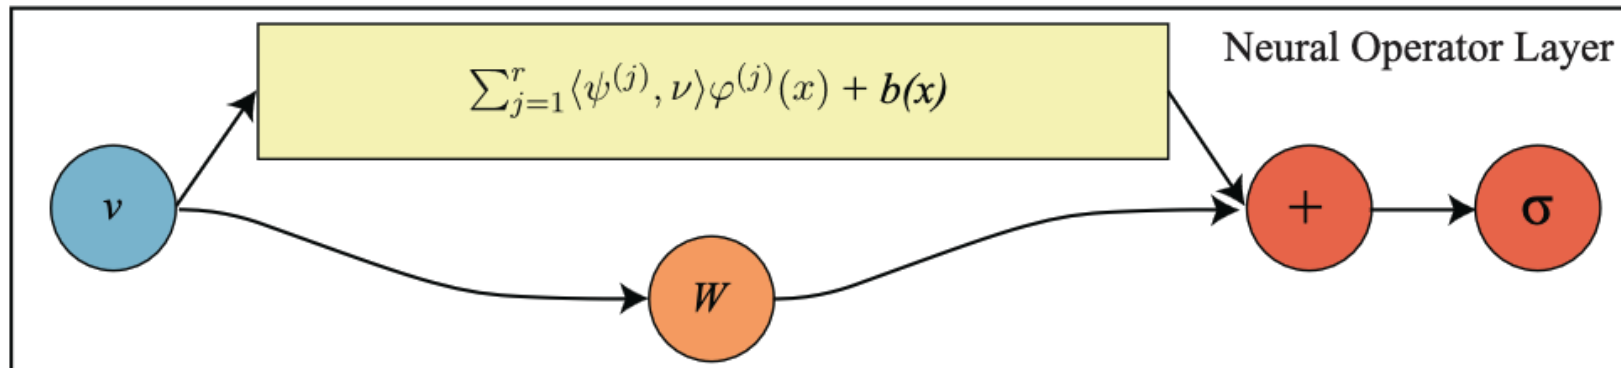 Neural Operator Layer
∑_{j=1}^{r} ⟨ψ^{(j)}, ν⟩φ^{(j)}(x) + b(x)
v
W
+
σ